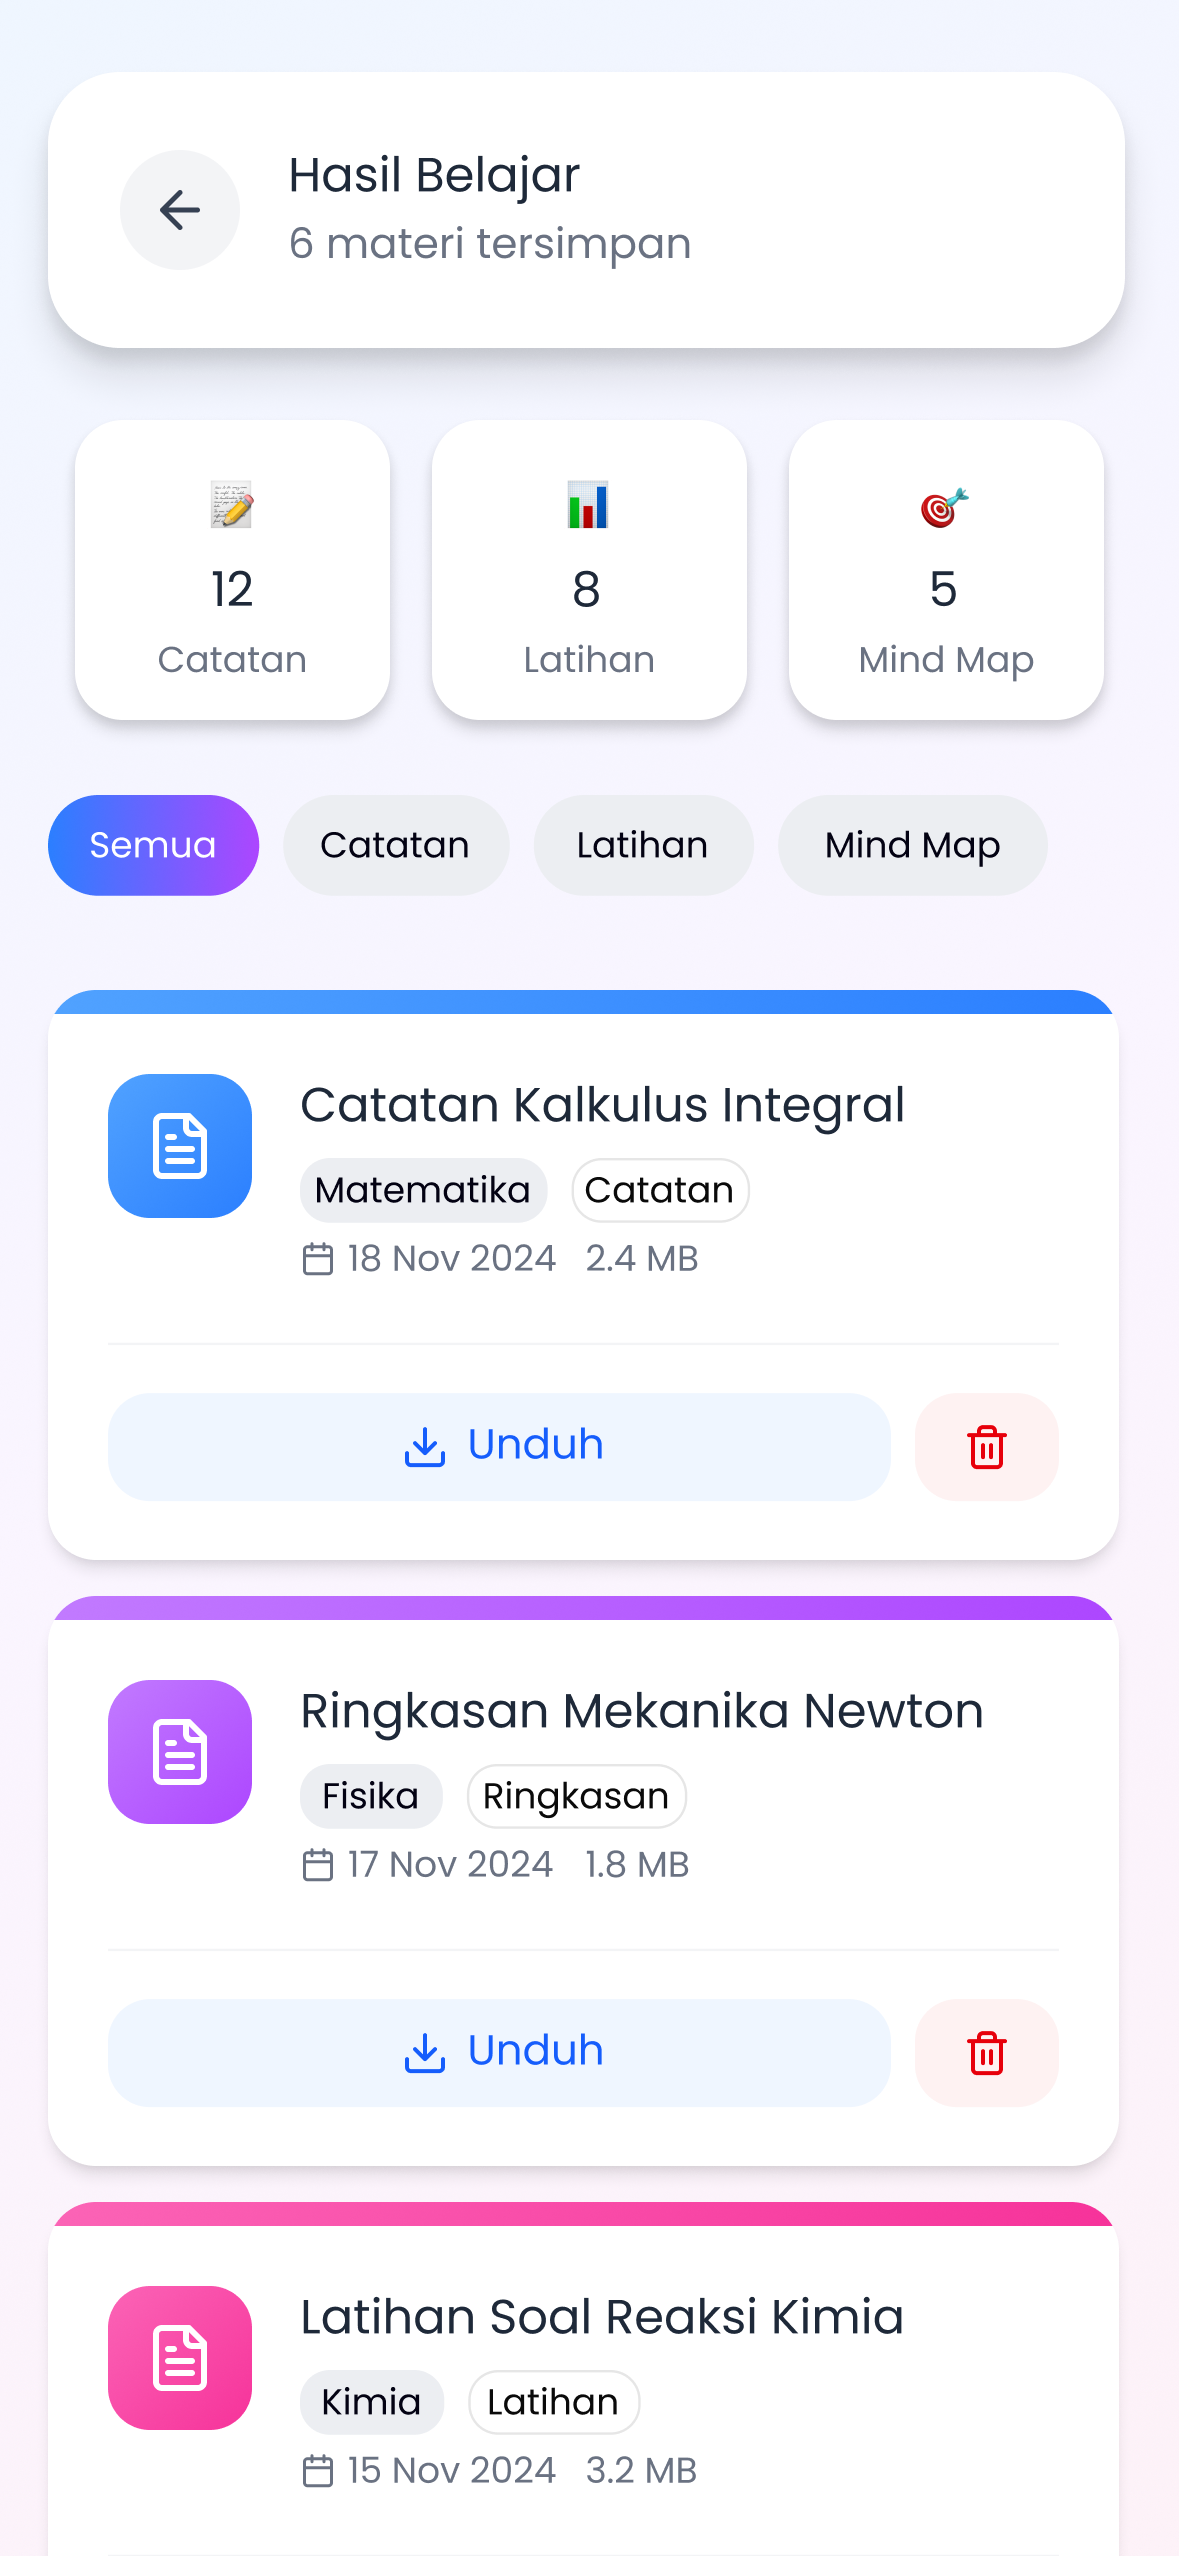 Hasil Belajar
6 materi tersimpan
12
Catatan
8
Latihan
5
Mind Map
Semua
Catatan
Latihan
Mind Map
Catatan Kalkulus Integral
Matematika
Catatan
18 Nov 2024 2.4 MB
Unduh
Ringkasan Mekanika Newton
Fisika
Ringkasan
17 Nov 2024 1.8 MB
Unduh
Latihan Soal Reaksi Kimia
Kimia
Latihan
15 Nov 2024 3.2 MB